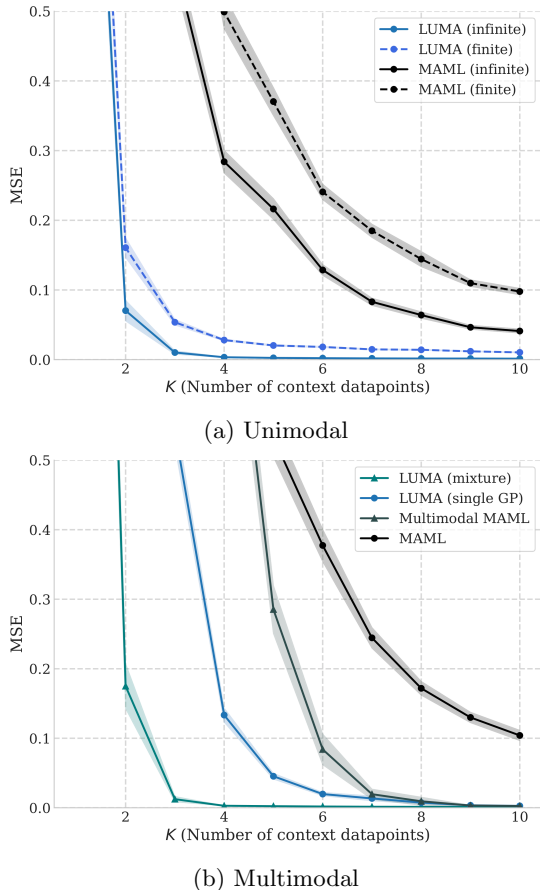 0.5
0.4
0.3
0.2
0.1
0.0
MSE
LUMA (infinite)
LUMA (finite)
MAML (infinite)
MAML (finite)
2 4 6 8 10
K (Number of context datapoints)
(a) Unimodal
0.5
0.4
0.3
0.2
0.1
0.0
MSE
LUMA (mixture)
LUMA (single GP)
Multimodal MAML
MAML
2 4 6 8 10
K (Number of context datapoints)
(b) Multimodal